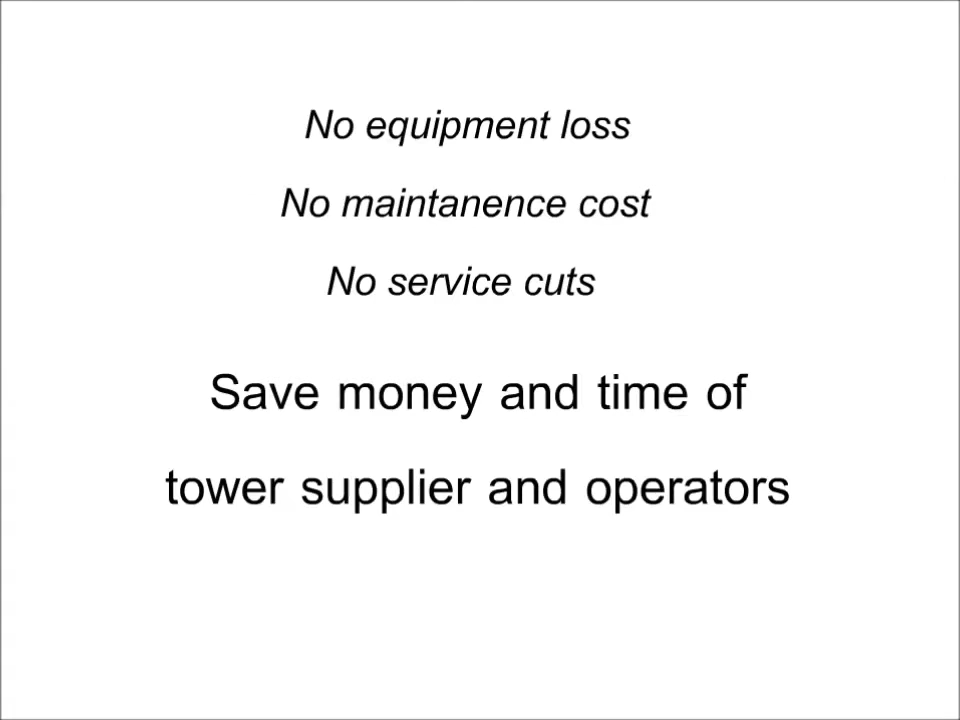 No equipment loss
No maintanence cost
No service cuts
Save money and time of
tower supplier and operators